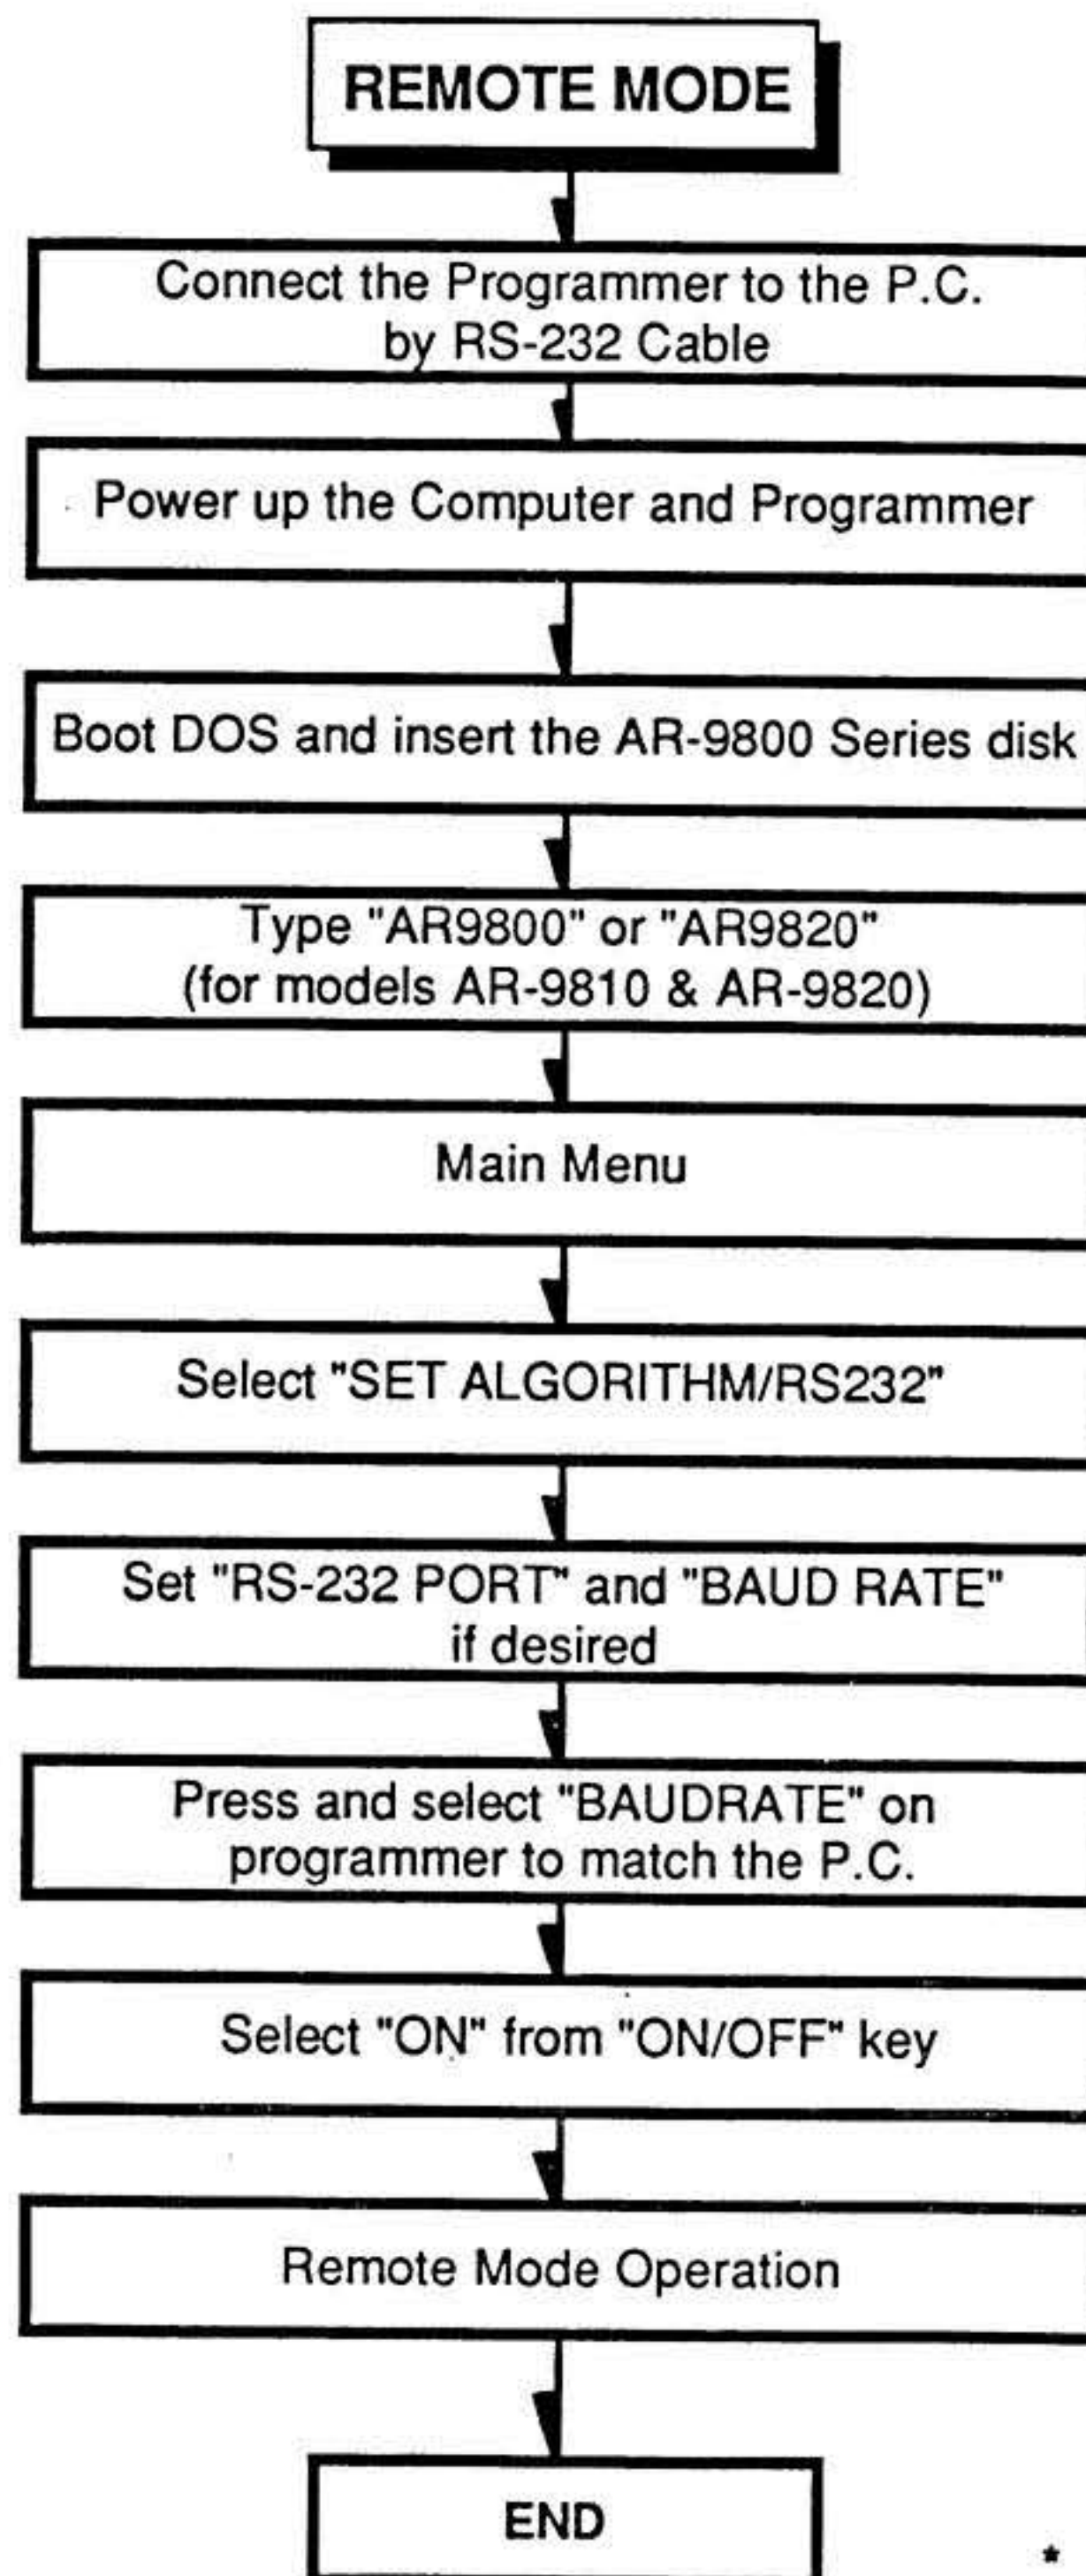 REMOTE MODE
Connect the Programmer to the P.C.
by RS-232 Cable
Power up the Computer and Programmer
Boot DOS and insert the AR-9800 Series disk
Type "AR9800" or "AR9820"
(for models AR-9810 & AR-9820)
Main Menu
Select "SET ALGORITHM/RS232"
Set "RS-232 PORT" and "BAUD RATE"
if desired
Press and select "BAUDRATE" on
programmer to match the P.C.
Select "ON" from "ON/OFF" key
Remote Mode Operation
END
*